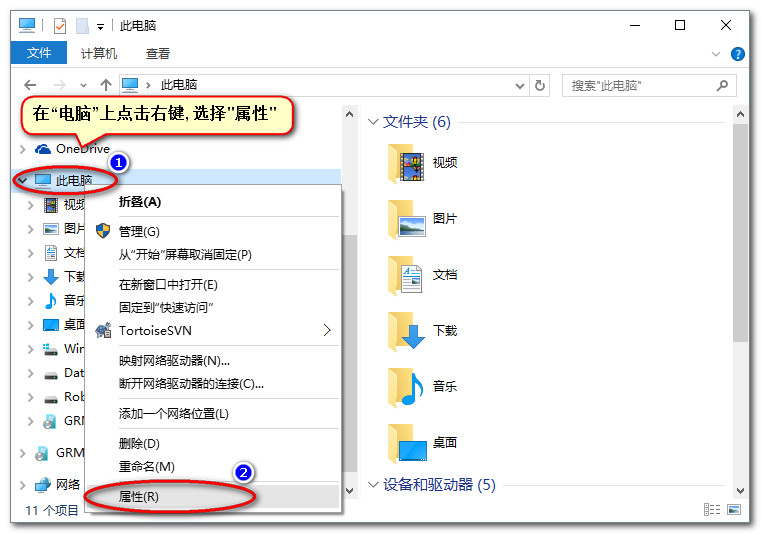 此电脑
文件
计算机
查看
此电脑
搜索"此电脑"
在“电脑”上点击右键,选择"属性"
OneDrive
1
此电脑
视频
图片
文档
下载
音乐
桌面
Win
Dat
Rob
GRM
GRM
网络
折叠(A)
管理(G)
从“开始”屏幕取消固定(P)
在新窗口中打开(E)
固定到“快速访问”
TortoiseSVN
映射网络驱动器(N)...
断开网络驱动器的连接(C)...
添加一个网络位置(L)
删除(D)
重命名(M)
2
属性(R)
文件夹 (6)
视频
图片
文档
下载
音乐
桌面
设备和驱动器 (5)
11 个项目